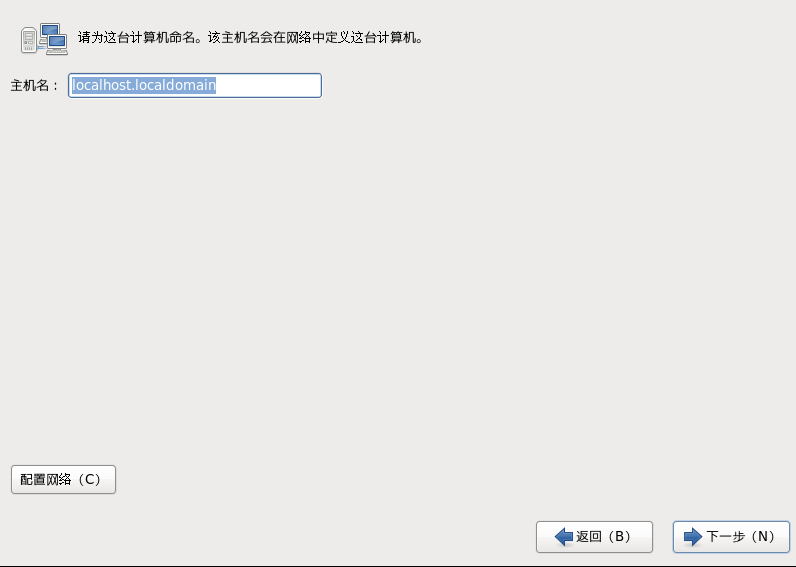 请为这台计算机命名。该主机名会在网络中定义这台计算机。
主机名： localhost.localdomain
配置网络（C）
返回（B） 下一步（N）